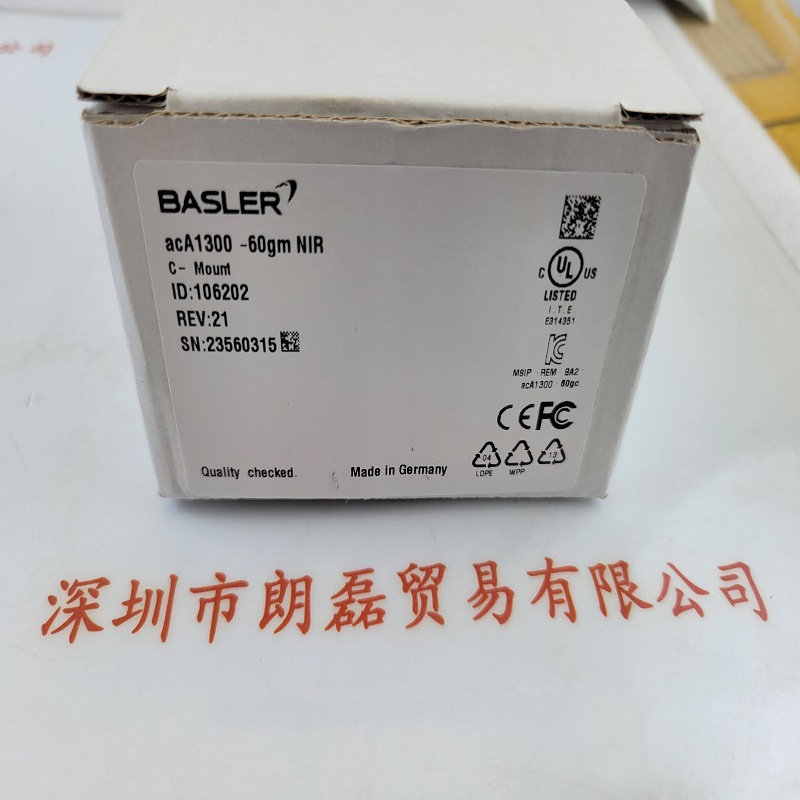 BASLER
acA1300 -60gm NIR
C- Mount
ID:106202
REV:21
SN:23560315
C UL US
LISTED
I.T.E
E314351
MSIP REM BA2
acA1300 60gc
CE FC
04
LDPE
WPP
13
Quality checked.
Made in Germany
深圳市朗磊贸易有限公司